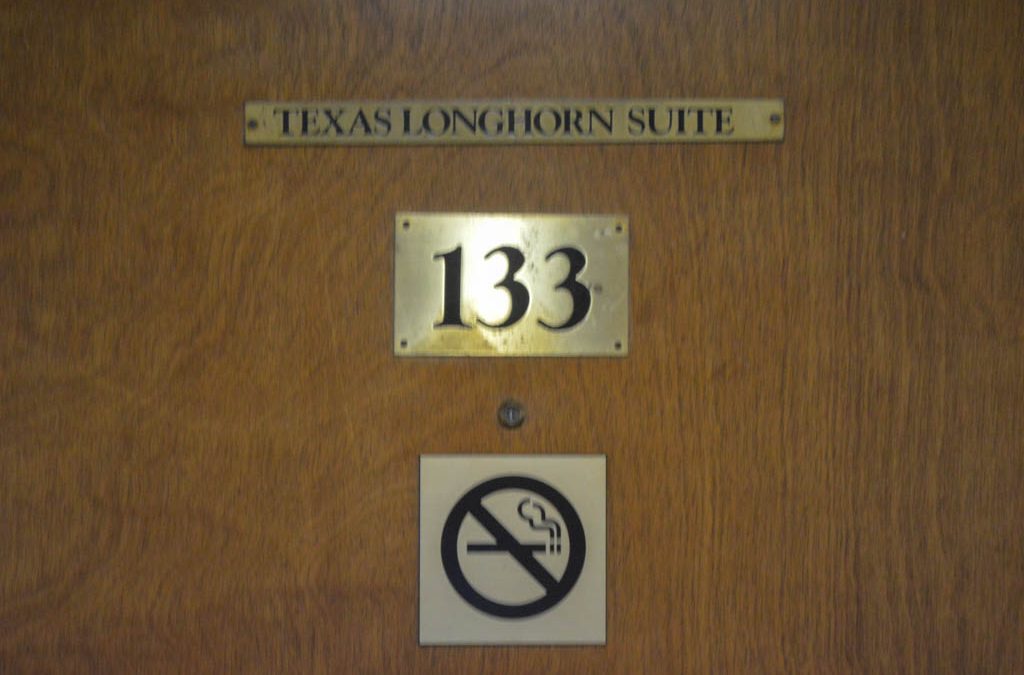 TEXAS LONGHORN SUITE
133